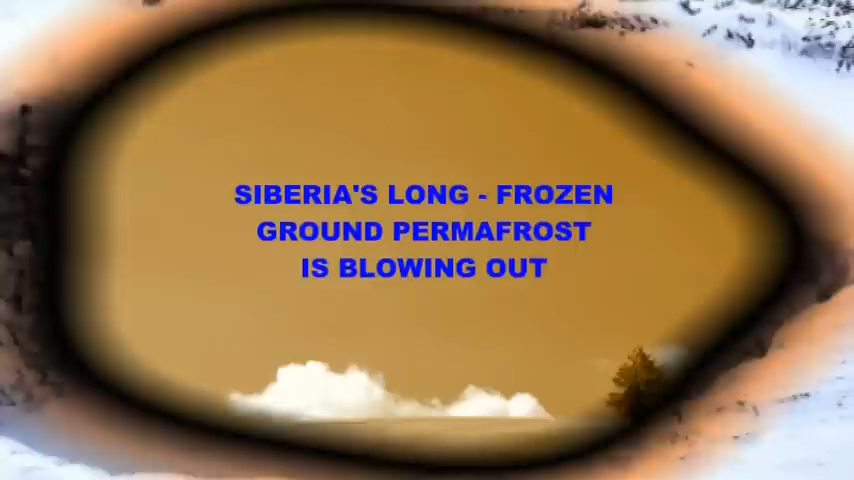 SIBERIA'S LONG - FROZEN
GROUND PERMAFROST
IS BLOWING OUT